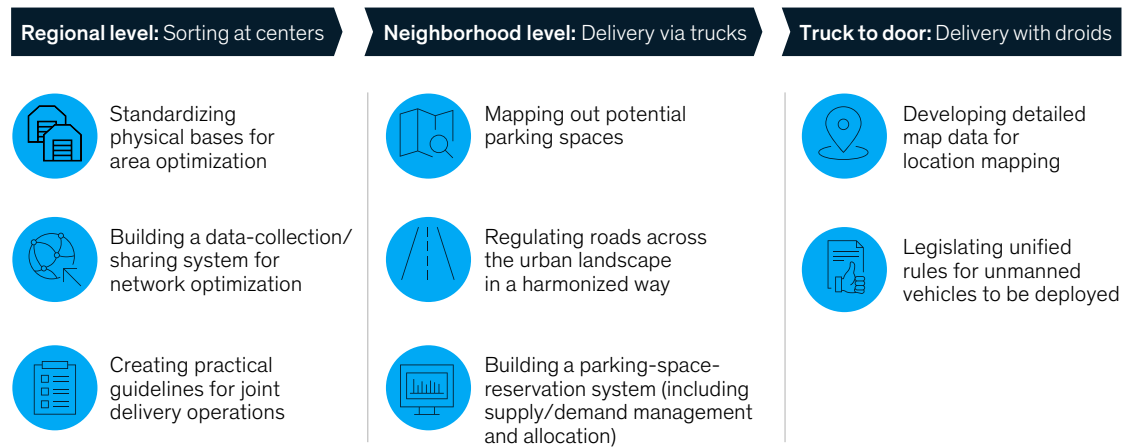 Regional level: Sorting at centers
Neighborhood level: Delivery via trucks
Truck to door: Delivery with droids
Standardizing
physical bases for
area optimization
Building a data-collection/
sharing system for
network optimization
Creating practical
guidelines for joint
delivery operations
Mapping out potential
parking spaces
Regulating roads across
the urban landscape
in a harmonized way
Building a parking-space-
reservation system (including
supply/demand management
and allocation)
Developing detailed
map data for
location mapping
Legislating unified
rules for unmanned
vehicles to be deployed